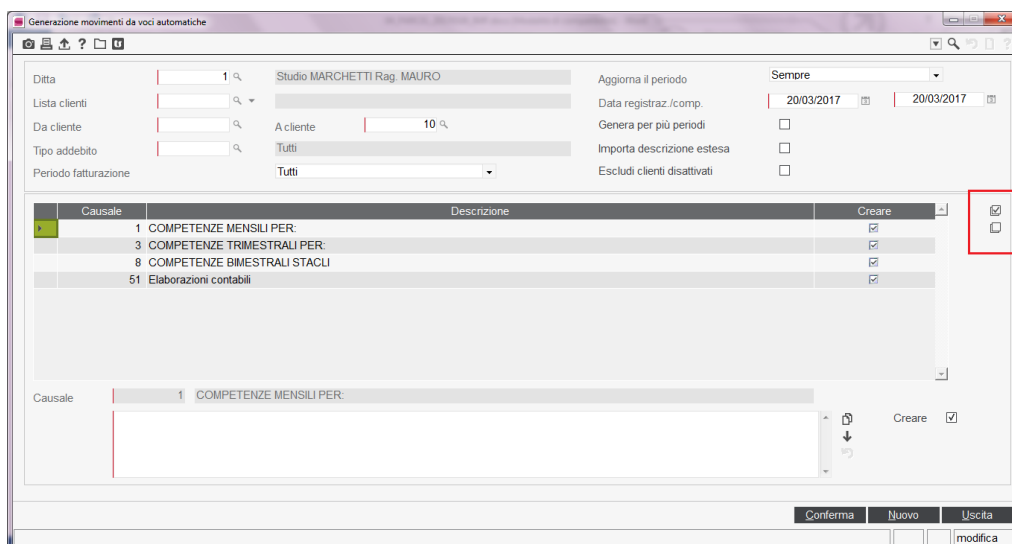 Generazione movimenti da voci automatiche
Ditta 1 Studio MARCHETTI Rag. MAURO Aggiorna il periodo Sempre
Lista clienti Data registraz./comp. 20/03/2017 20/03/2017
Da cliente A cliente 10 Genera per più periodi
Tipo addebito Tutti Importa descrizione estesa
Periodo fatturazione Tutti Escludi clienti disattivati
Causale Descrizione Creare
1 COMPETENZE MENSILI PER:
3 COMPETENZE TRIMESTRALI PER:
8 COMPETENZE BIMESTRALI STACLI
51 Elaborazioni contabili
Causale 1 COMPETENZE MENSILI PER:
Creare
Conferma Nuovo Uscita
modifica